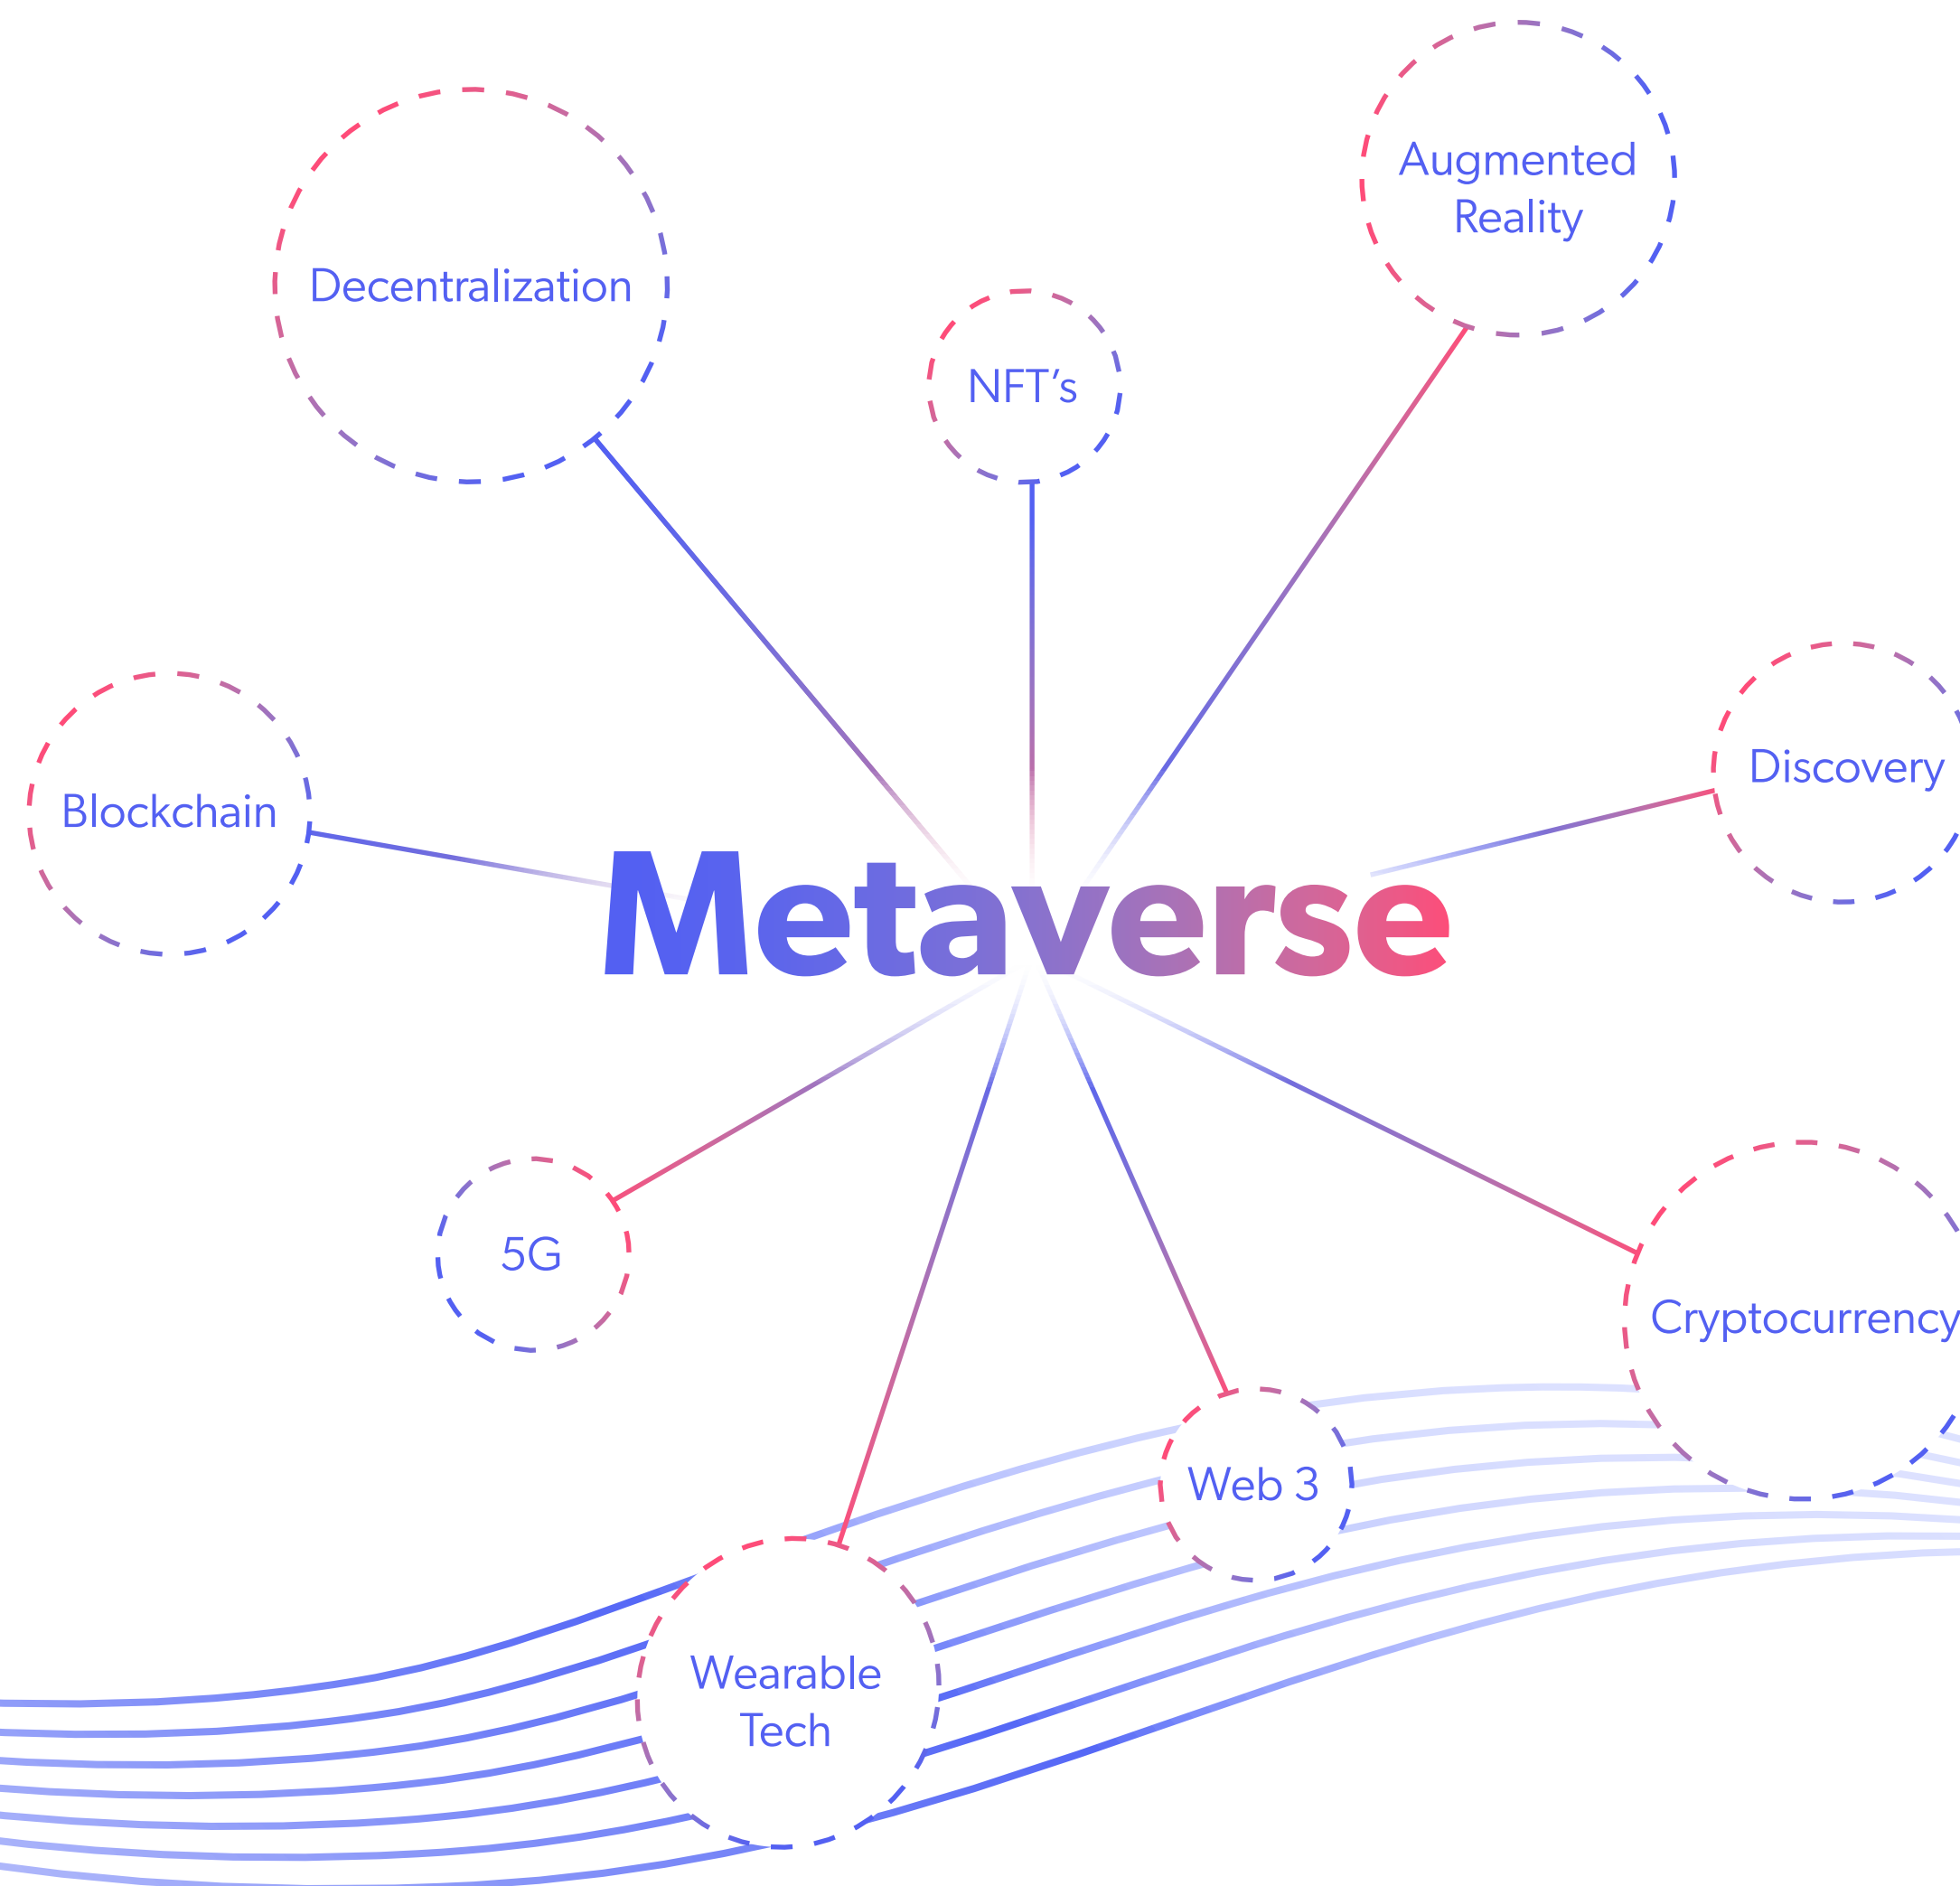 Augmented
Reality
Decentralization
NFT's
Discovery
Blockchain
Metaverse
5G
Cryptocurrency
Web 3
Wearable
Tech